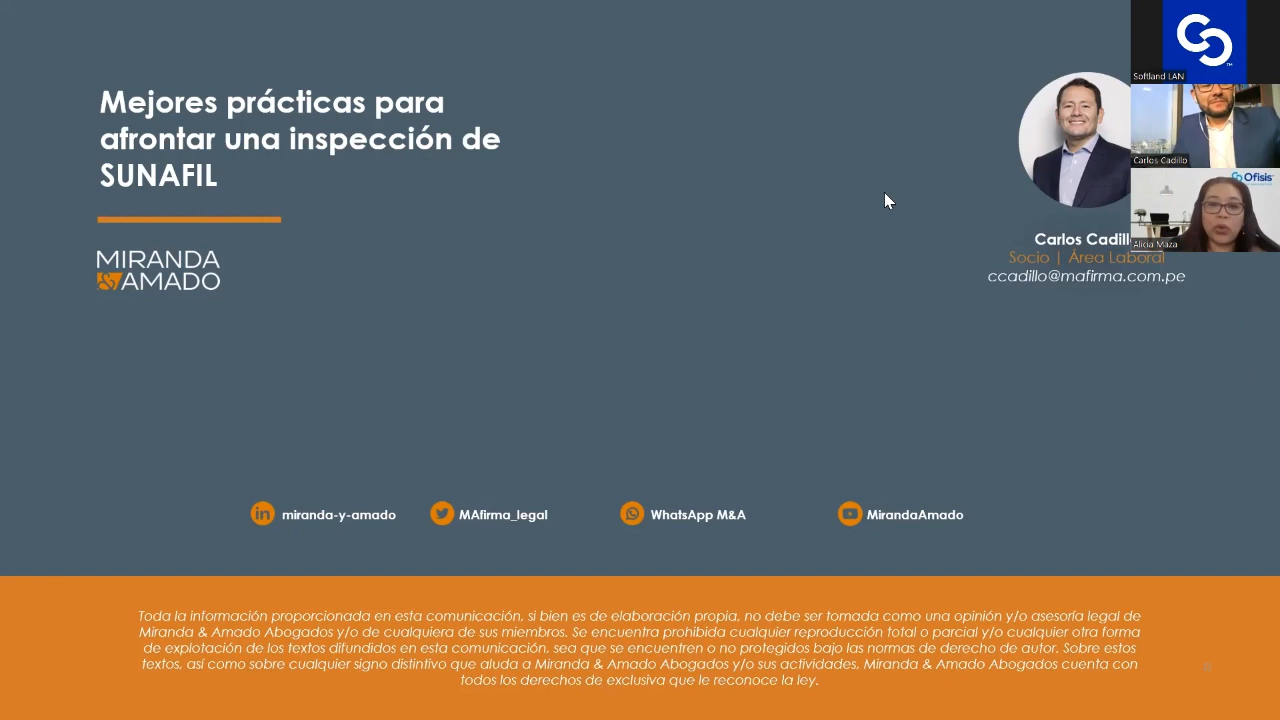 Mejores prácticas para
afrontar una inspección de
SUNAFIL
MIRANDA
&AMADO
Softland LAN
Carlos Cadillo
Ofisis
Alicia Maza
Carlos Cadill
Socio | Área Laboral
ccadillo@mafirma.com.pe
in miranda-y-amado
MAfirma_legal
WhatsApp M&A
MirandaAmado
Toda la información proporcionada en esta comunicación, si bien es de elaboración propia, no debe ser tomada como una opinión y/o asesoría legal de
Miranda & Amado Abogados y/o de cualquiera de sus miembros. Se encuentra prohibida cualquier reproducción total o parcial y/o cualquier otra forma
de explotación de los textos difundidos en esta comunicación, sea que se encuentren o no protegidos bajo las normas de derecho de autor. Sobre estos
textos, así como sobre cualquier signo distintivo que aluda a Miranda & Amado Abogados y/o sus actividades, Miranda & Amado Abogados cuenta con
todos los derechos de exclusiva que le reconoce la ley.